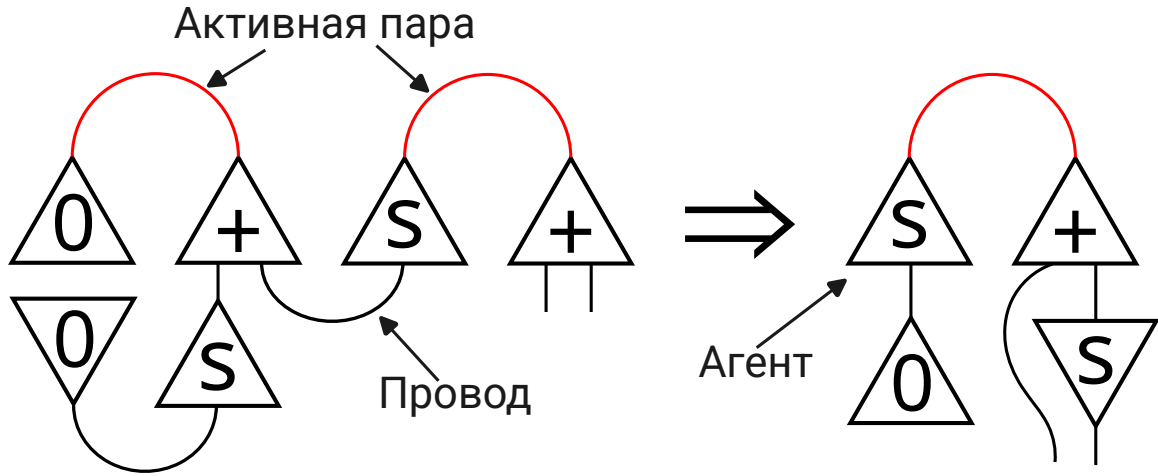 Активная пара
0 + S + S +
0 S 0 S
Агент
Провод